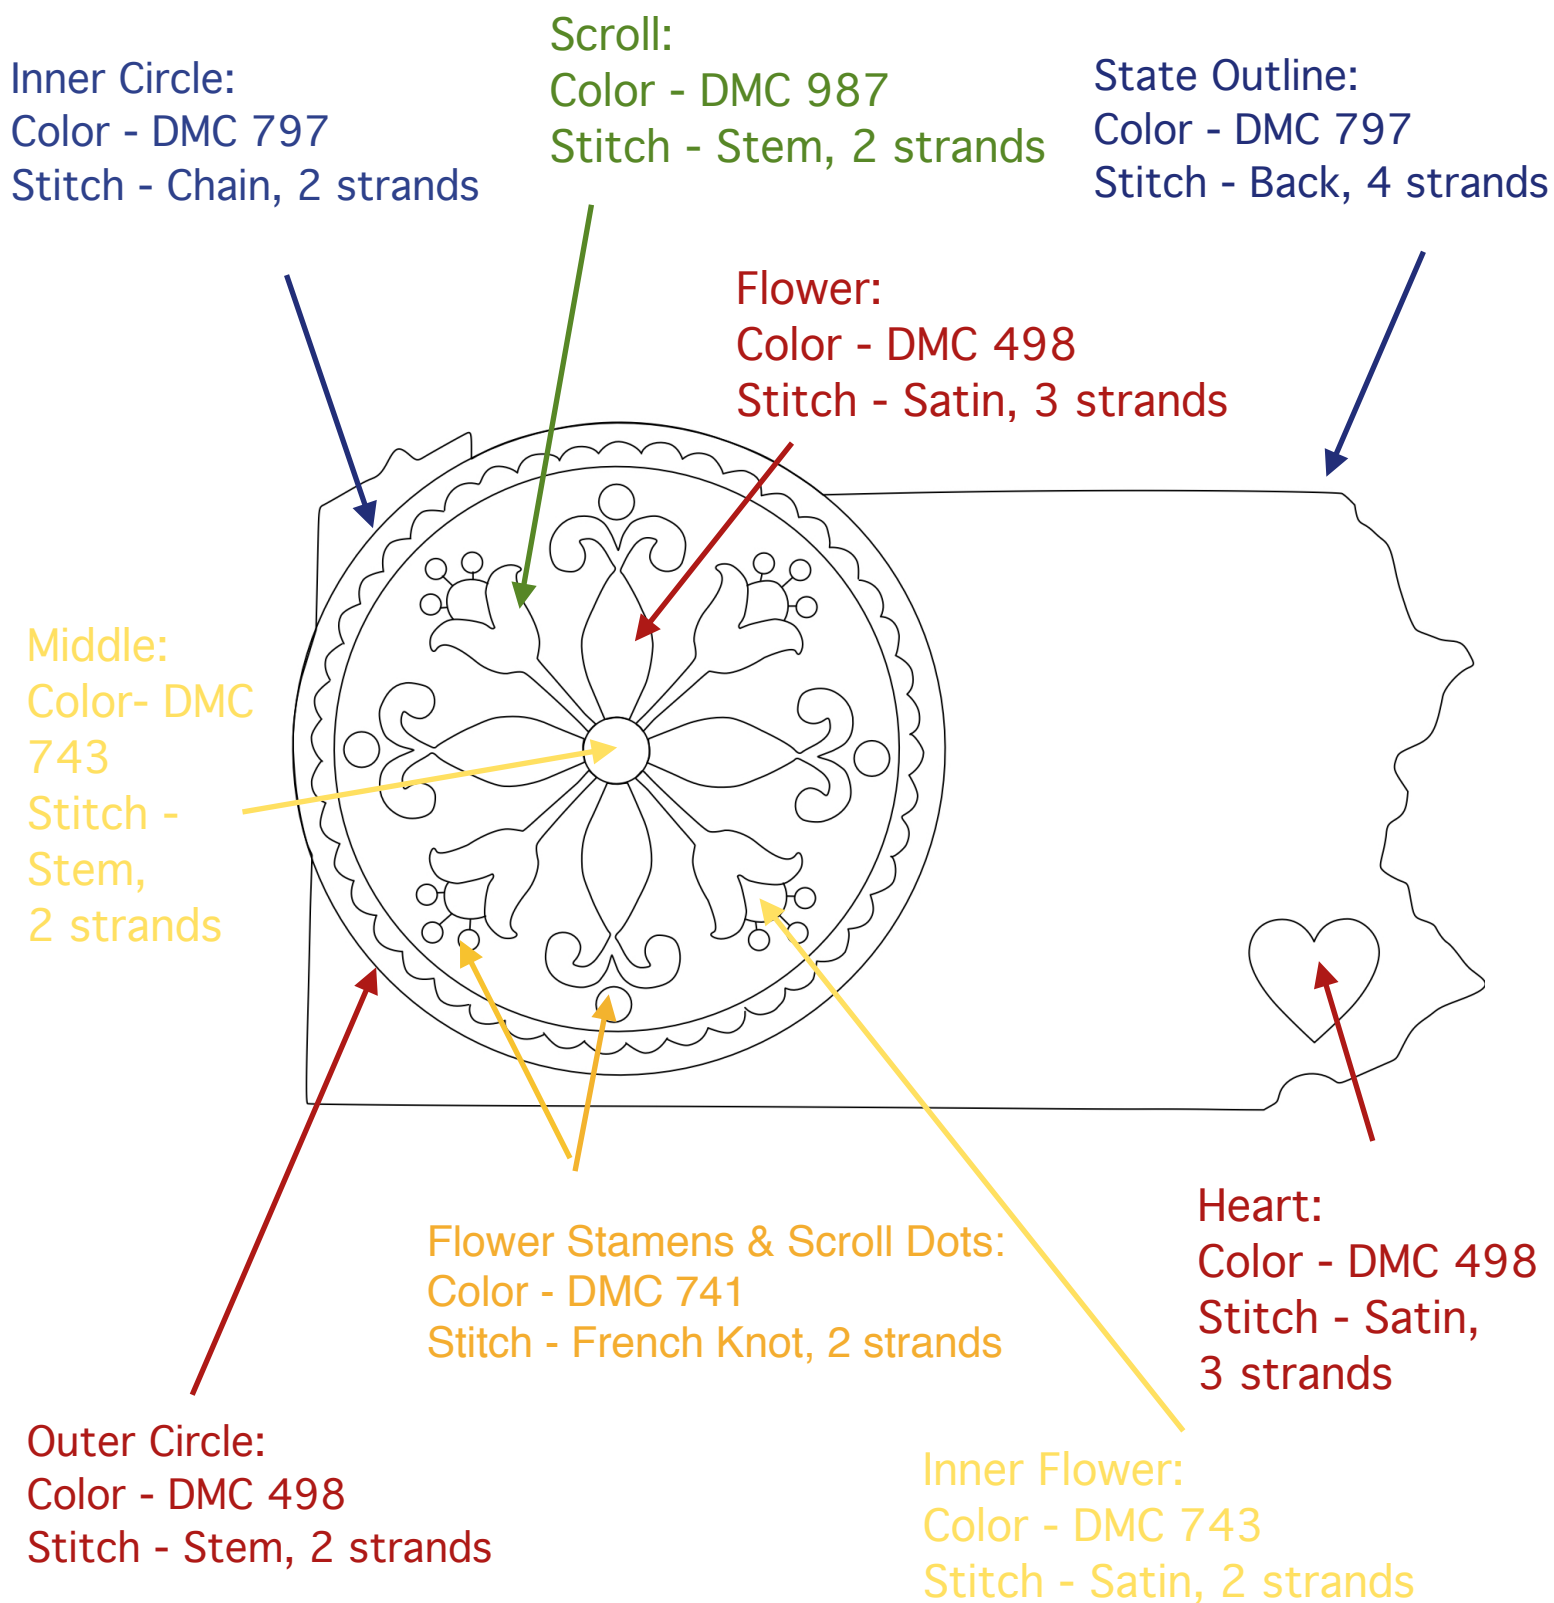 Scroll:
Color - DMC 987
Stitch - Stem, 2 strands
Inner Circle:
Color - DMC 797
Stitch - Chain, 2 strands
State Outline:
Color - DMC 797
Stitch - Back, 4 strands
Flower:
Color - DMC 498
Stitch - Satin, 3 strands
Middle:
Color- DMC
743
Stitch -
Stem,
2 strands
Flower Stamens & Scroll Dots:
Color - DMC 741
Stitch - French Knot, 2 strands
Heart:
Color - DMC 498
Stitch - Satin,
3 strands
Outer Circle:
Color - DMC 498
Stitch - Stem, 2 strands
Inner Flower:
Color - DMC 743
Stitch - Satin, 2 strands